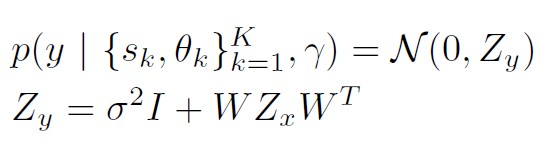 p(y | {s_k, θ_k}_{k=1}^K, γ) = 𝒩(0, Z_y)
Z_y = σ^2 I + W Z_x W^T